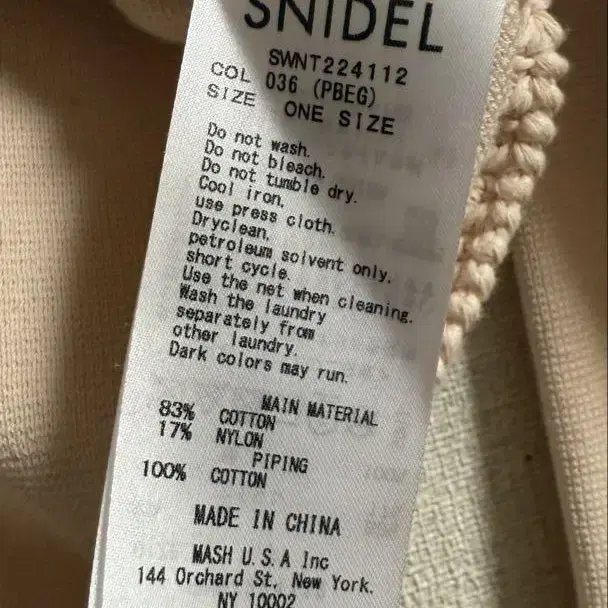 SNIDEL
SWNT224112
COL 036 (PBEG)
SIZE ONE SIZE
Do not wash.
Do not bleach.
Do not tumble dry.
Cool iron,
use press cloth.
Dryclean,
petroleum solvent only,
short cycle.
Use the net when cleaning.
Wash the laundry
separately from
other laundry.
Dark colors may run.
MAIN MATERIAL
83% COTTON
17% NYLON
PIPING
100% COTTON
MADE IN CHINA
MASH U.S.A Inc
144 Orchard St, New York.
NY 10002